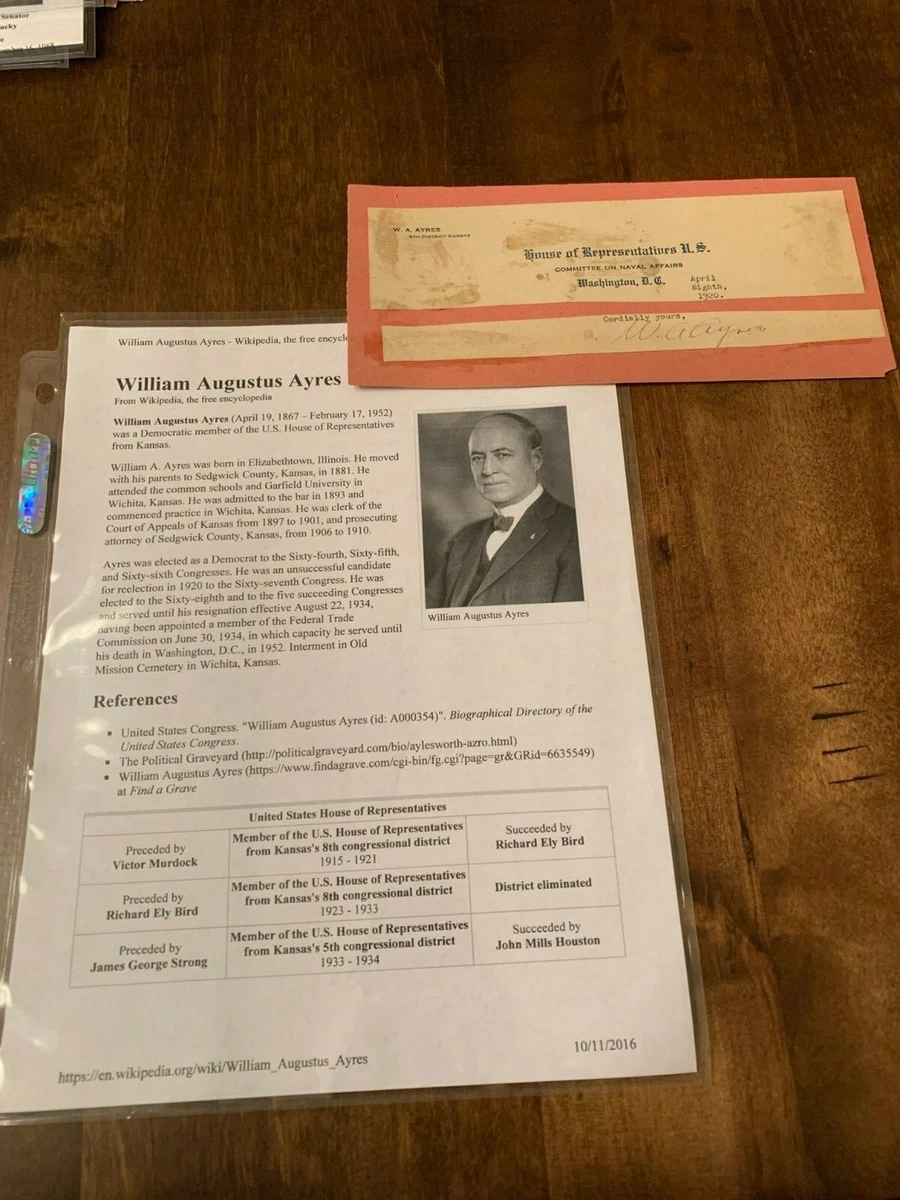 Senator
W. A. AYRES
8TH DISTRICT KANSAS
House of Representatives U.S.
COMMITTEE ON NAVAL AFFAIRS
Washington, D.C.
April
Eighth,
1920.
Cordially yours,
W. A Ayres
William Augustus Ayres - Wikipedia, the free encyclo
William Augustus Ayres
From Wikipedia, the free encyclopedia
William Augustus Ayres (April 19, 1867 – February 17, 1952)
was a Democratic member of the U.S. House of Representatives
from Kansas.
William A. Ayres was born in Elizabethtown, Illinois. He moved
with his parents to Sedgwick County, Kansas, in 1881. He
attended the common schools and Garfield University in
Wichita, Kansas. He was admitted to the bar in 1893 and
commenced practice in Wichita, Kansas. He was clerk of the
Court of Appeals of Kansas from 1897 to 1901, and prosecuting
attorney of Sedgwick County, Kansas, from 1906 to 1910.
Ayres was elected as a Democrat to the Sixty-fourth, Sixty-fifth,
and Sixty-sixth Congresses. He was an unsuccessful candidate
for reelection in 1920 to the Sixty-seventh Congress. He was
elected to the Sixty-eighth and to the five succeeding Congresses
and served until his resignation effective August 22, 1934,
having been appointed a member of the Federal Trade
Commission on June 30, 1934, in which capacity he served until
his death in Washington, D.C., in 1952. Interment in Old
Mission Cemetery in Wichita, Kansas.
William Augustus Ayres
References
United States Congress. "William Augustus Ayres (id: A000354)". Biographical Directory of the
United States Congress.
The Political Graveyard (http://politicalgraveyard.com/bio/aylesworth-azro.html)
William Augustus Ayres (https://www.findagrave.com/cgi-bin/fg.cgi?page=gr&GRid=6635549)
at Find a Grave
United States House of Representatives
Preceded by
Victor Murdock
Member of the U.S. House of Representatives
from Kansas's 8th congressional district
1915 - 1921
Succeeded by
Richard Ely Bird
Preceded by
Richard Ely Bird
Member of the U.S. House of Representatives
from Kansas's 8th congressional district
1923 - 1933
District eliminated
Preceded by
James George Strong
Member of the U.S. House of Representatives
from Kansas's 5th congressional district
1933 - 1934
Succeeded by
John Mills Houston
https://en.wikipedia.org/wiki/William_Augustus_Ayres
10/11/2016